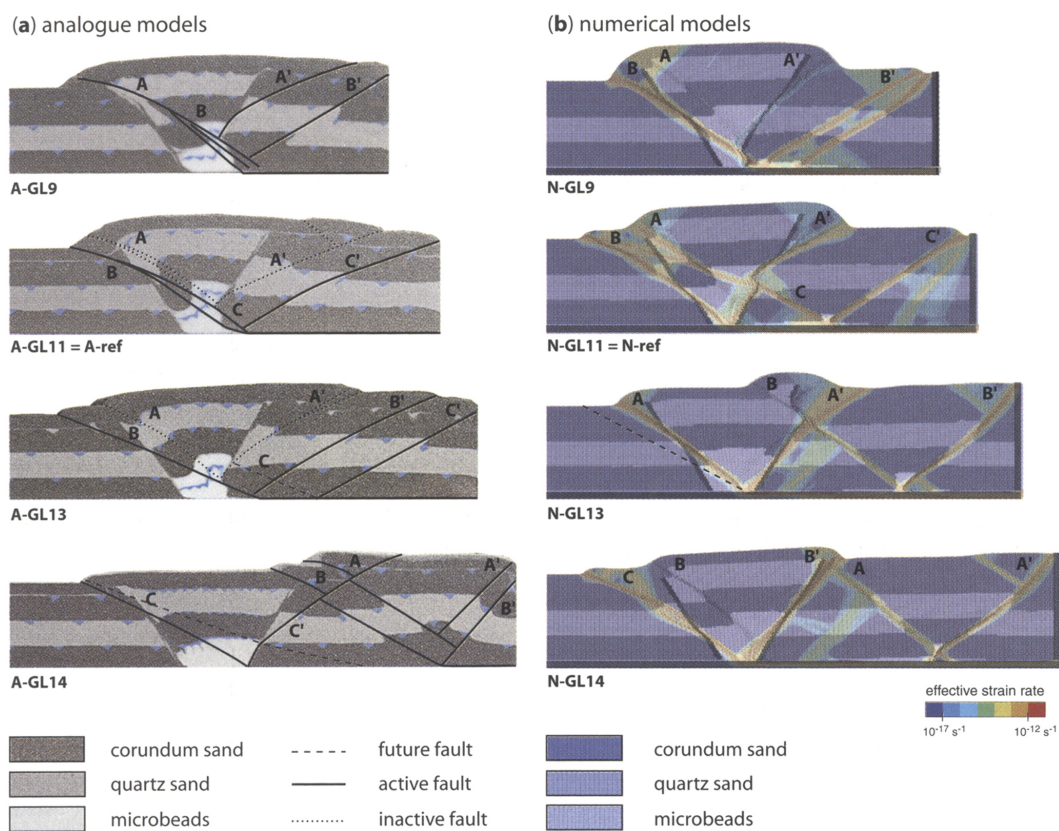 (a) analogue models
A
B
A'
B'
A-GL9
A
B
A'
C'
C
A-GL11 = A-ref
A
B
A'
B'
C'
C
A-GL13
A
B
C
C'
A'
B'
A-GL14
corundum sand
quartz sand
microbeads
future fault
active fault
inactive fault
(b) numerical models
A
B
A'
B'
N-GL9
A
B
A'
C'
C
N-GL11 = N-ref
A
B
A'
B'
N-GL13
B
B'
C
A
A'
N-GL14
effective strain rate
10⁻¹⁷ s⁻¹ 10⁻¹² s⁻¹
corundum sand
quartz sand
microbeads